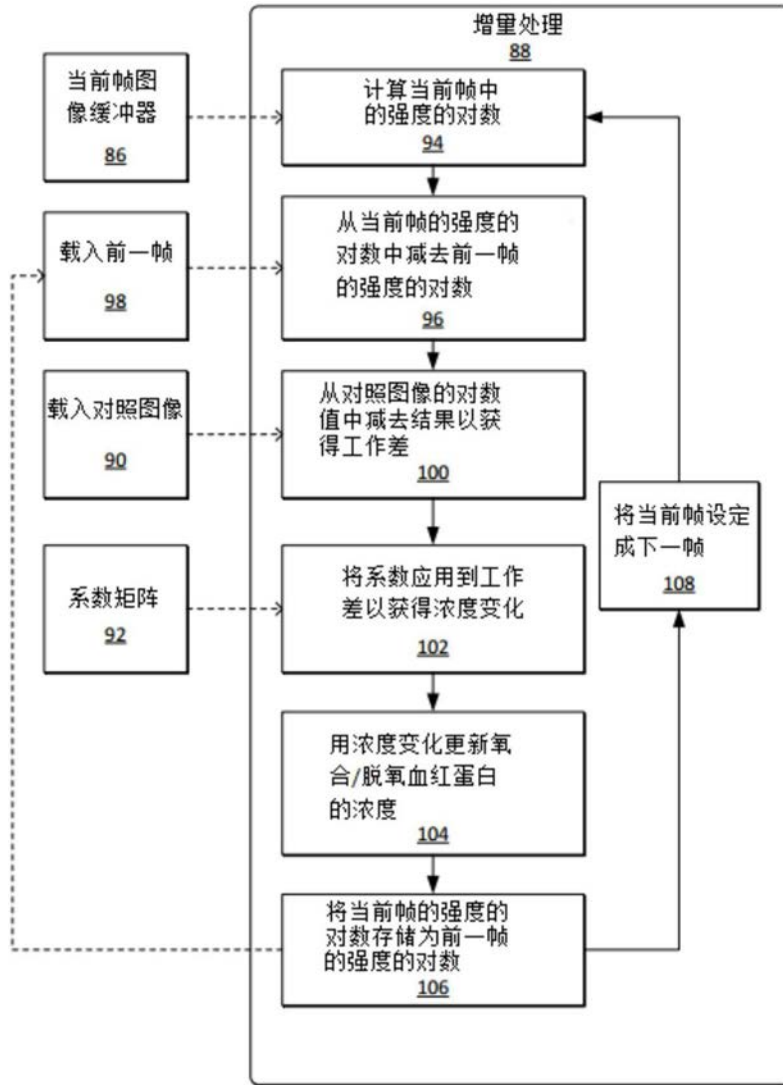 增量处理
88
当前帧图
像缓冲器
86
计算当前帧中
的强度的对数
94
载入前一帧
98
从当前帧的强度的
对数中减去前一帧
的强度的对数
96
载入对照图像
90
从对照图像的对数
值中减去结果以获
得工作差
100
将当前帧设定
成下一帧
108
系数矩阵
92
将系数应用到工作
差以获得浓度变化
102
用浓度变化更新氧
合/脱氧血红蛋白
的浓度
104
将当前帧的强度的
对数存储为前一帧
的强度的对数
106